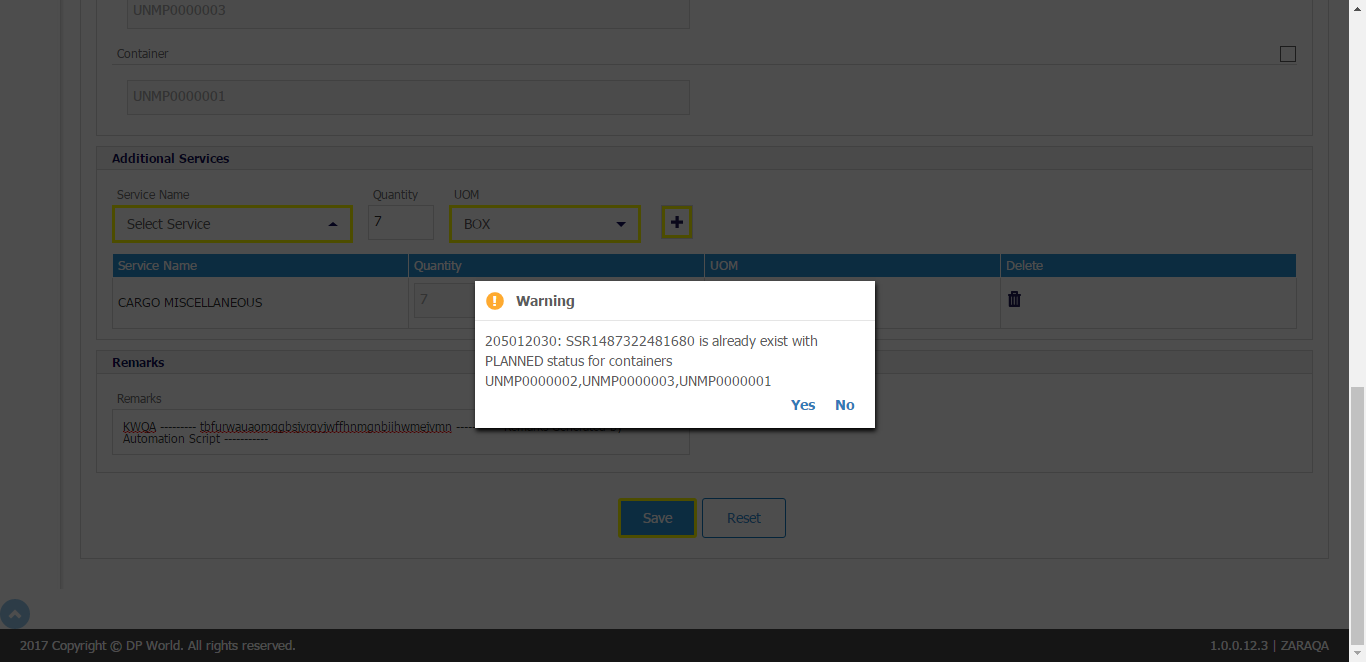 UNMP0000003
Container
UNMP0000001
Additional Services
Service Name Quantity UOM
Select Service 7 BOX
Service Name Quantity UOM Delete
CARGO MISCELLANEOUS 7
Warning
205012030: SSR1487322481680 is already exist with
PLANNED status for containers
UNMP0000002,UNMP0000003,UNMP0000001
Yes No
Remarks
Remarks
KWQA ---------
Automation Script -----------
Save Reset
2017 Copyright © DP World. All rights reserved. 1.0.0.12.3 | ZARAQA